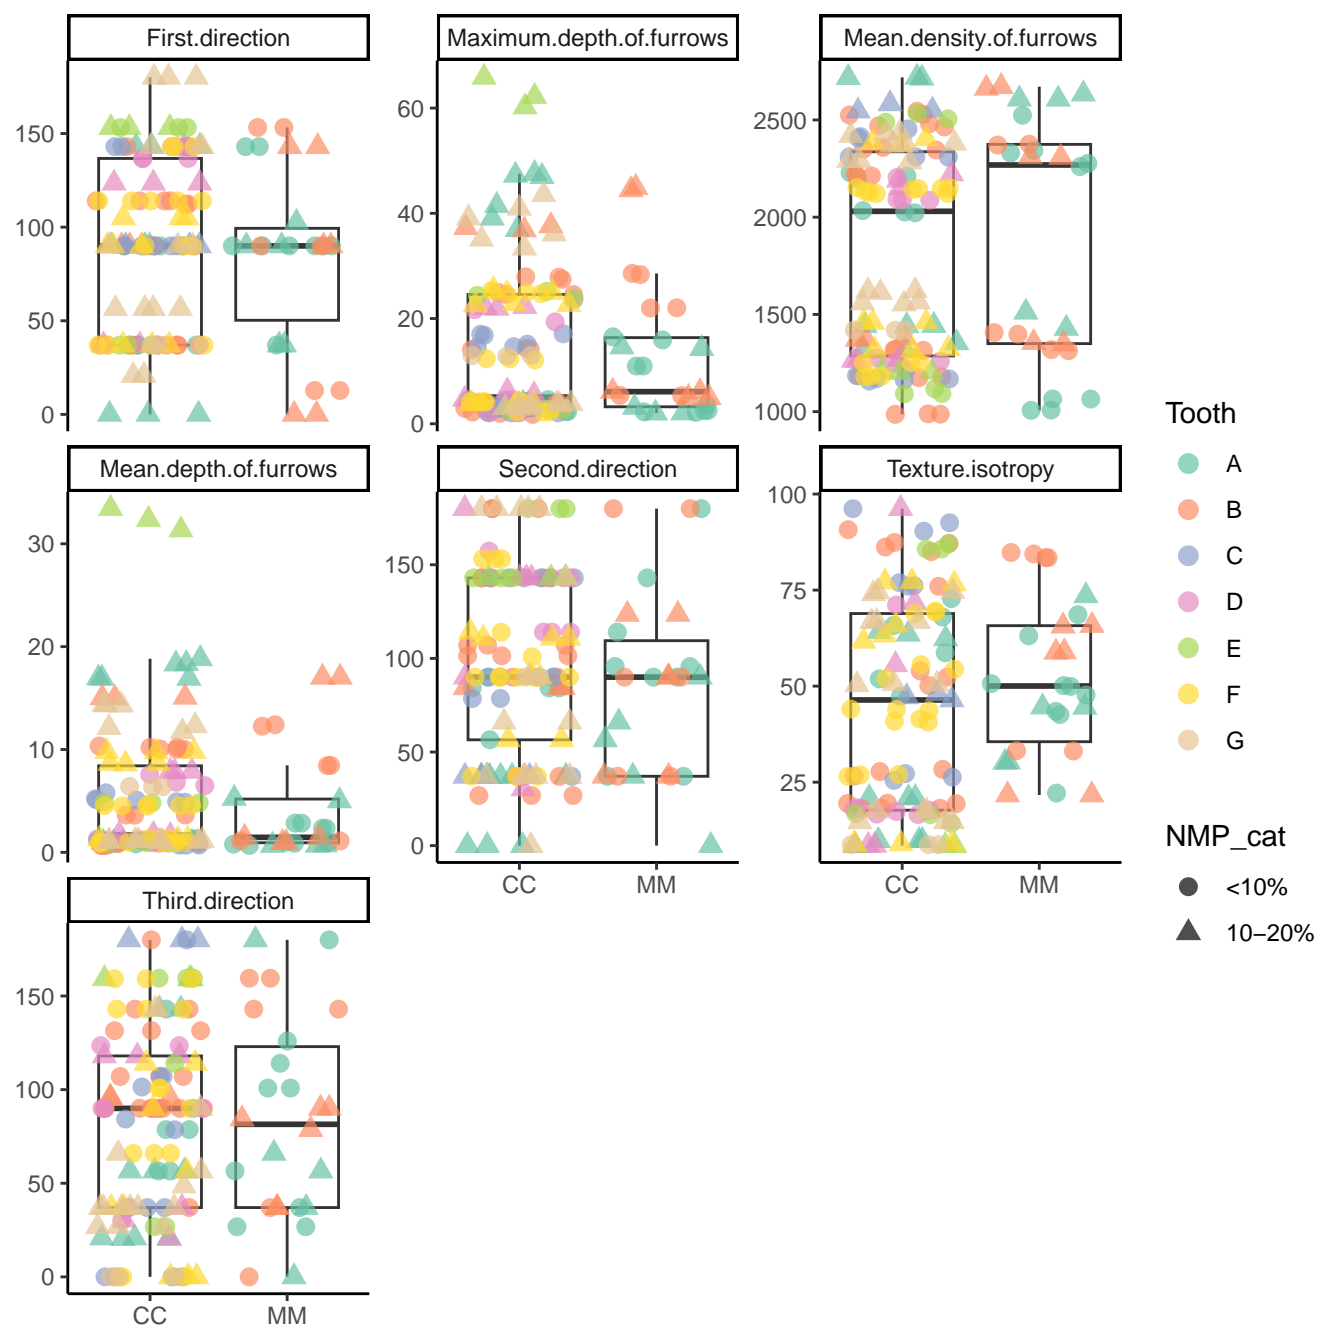 First.direction
Maximum.depth.of.furrows
Mean.density.of.furrows
150
100
50
0
60
40
20
0
2500
2000
1500
1000
Mean.depth.of.furrows
Second.direction
Texture.isotropy
30
20
10
0
150
100
50
0
100
75
50
25
CC
MM
CC
MM
Third.direction
150
100
50
0
CC
MM
Tooth
A
B
C
D
E
F
G
NMP_cat
<10%
10−20%